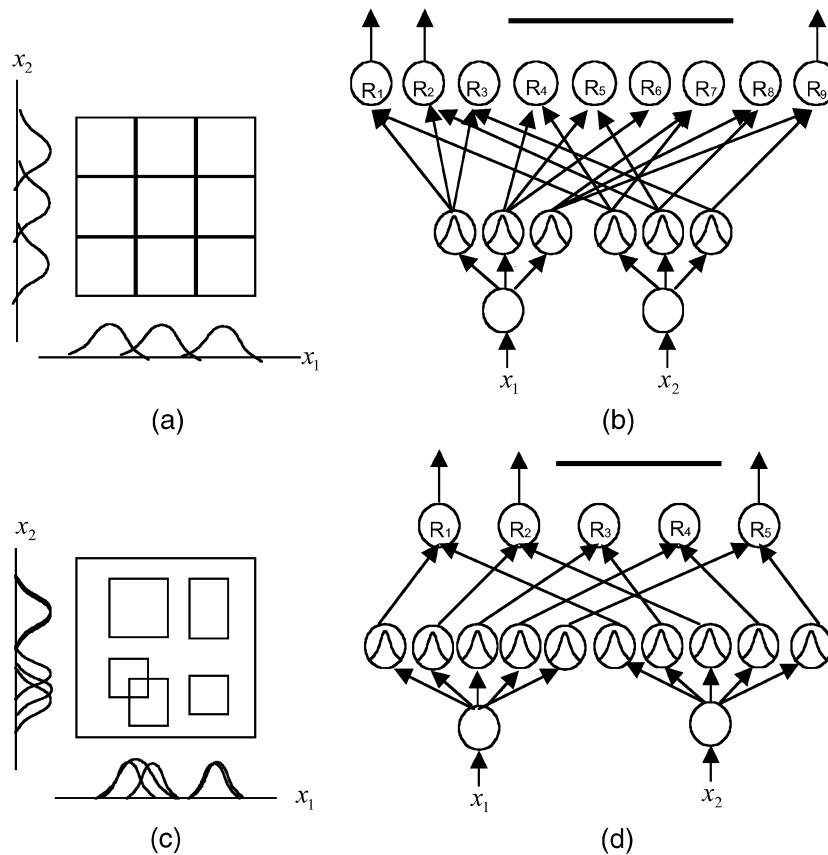 x₂
x₁
(a)
R₁ R₂ R₃ R₄ R₅ R₆ R₇ R₈ R₉
x₁ x₂
(b)
x₂
x₁
(c)
R₁ R₂ R₃ R₄ R₅
x₁ x₂
(d)